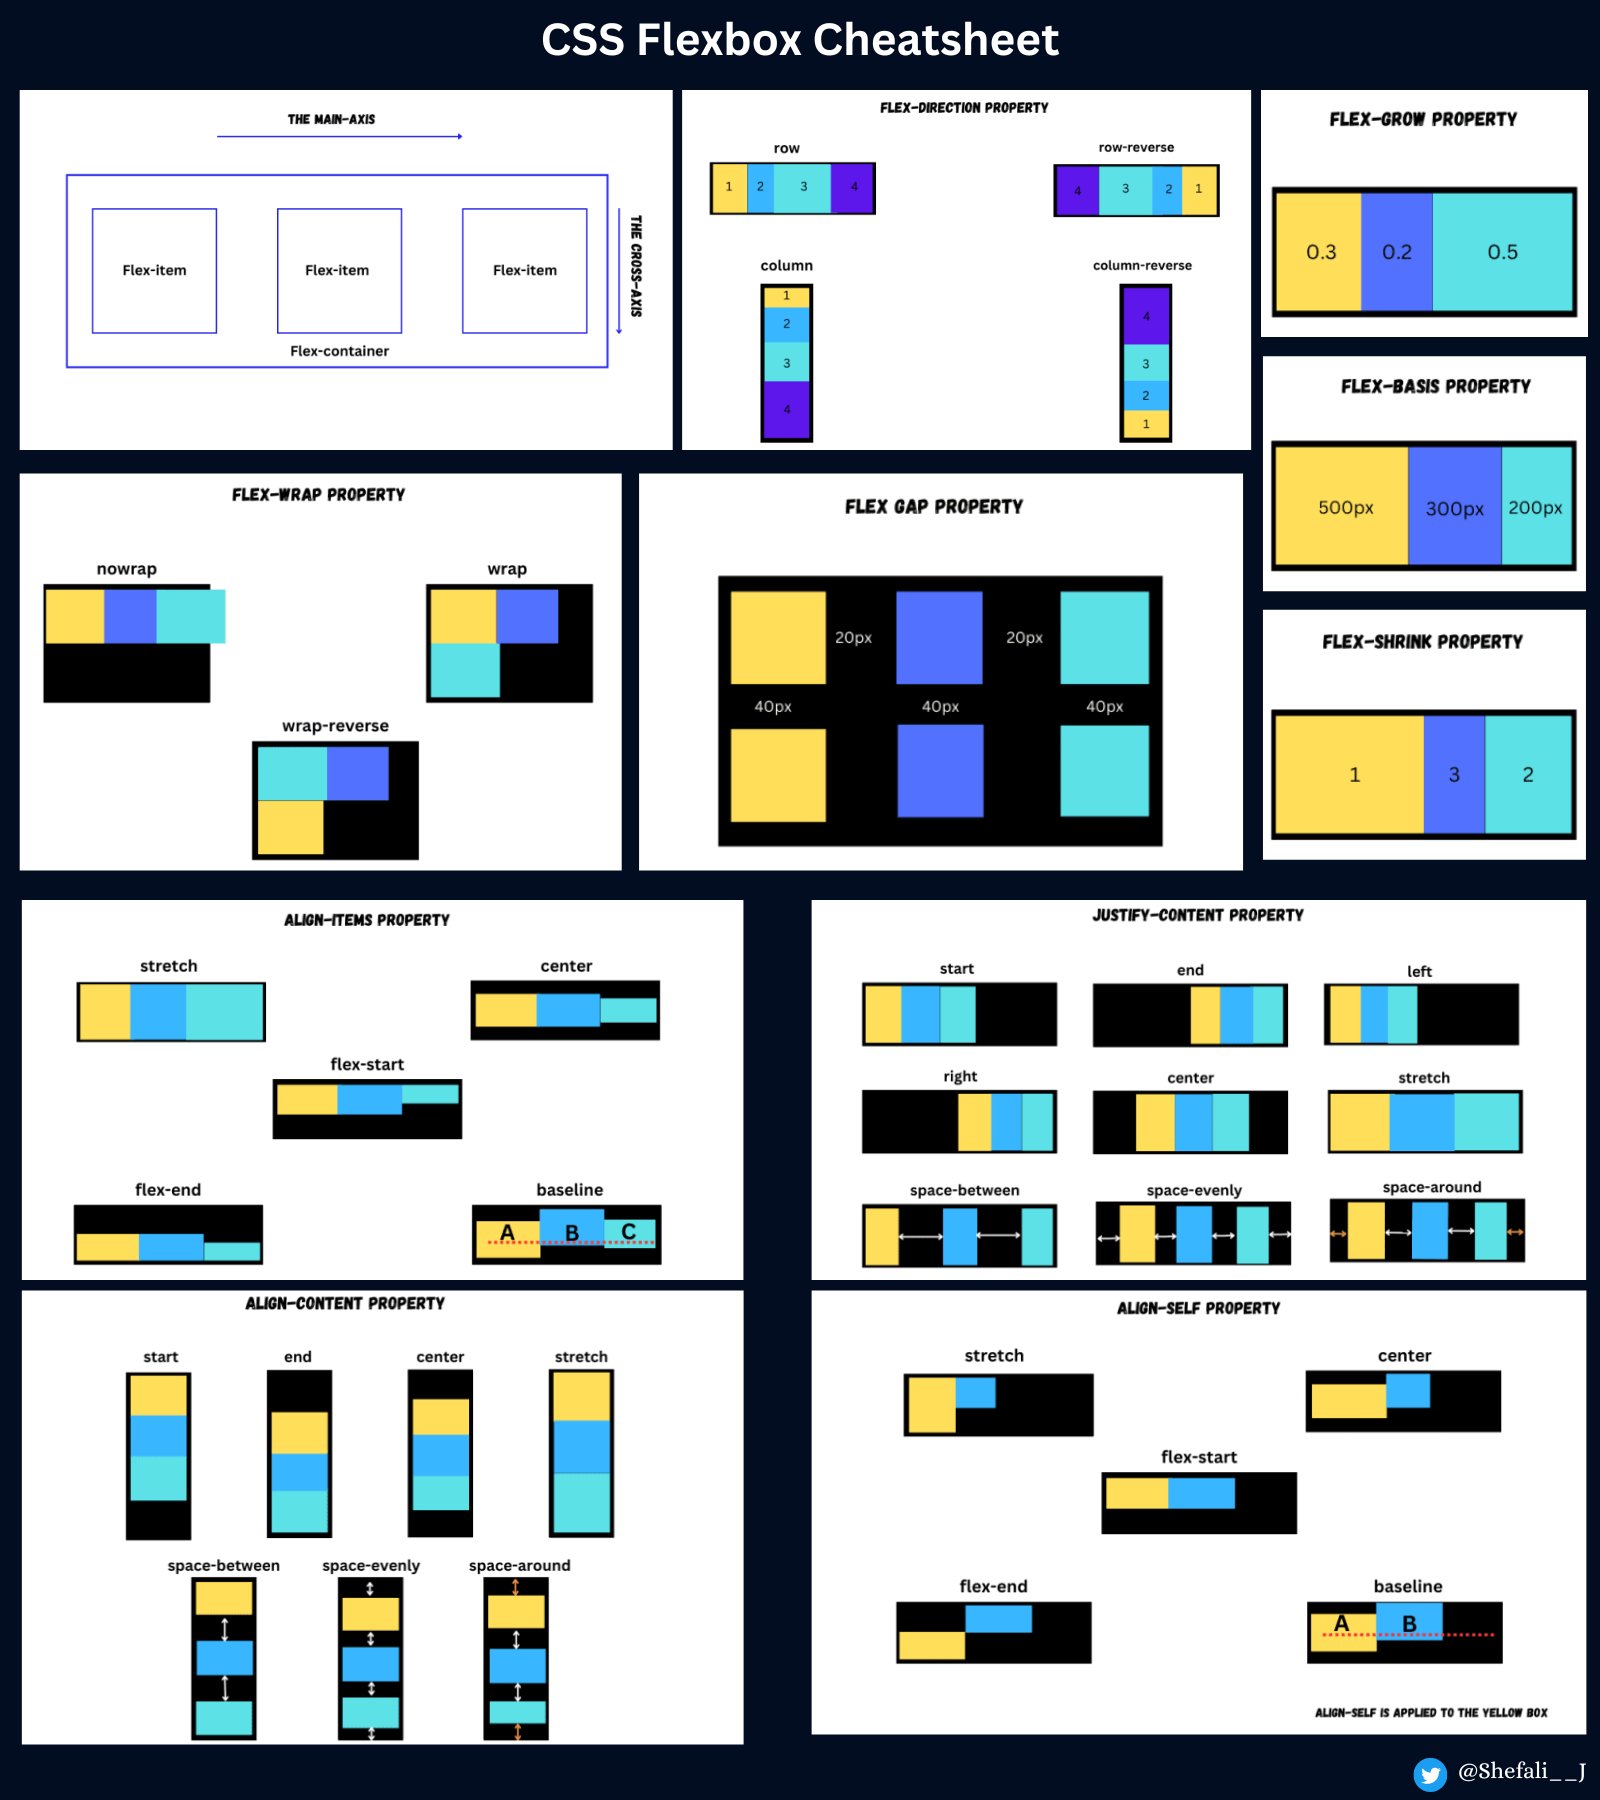 CSS Flexbox Cheatsheet
THE MAIN-AXIS
Flex-item Flex-item Flex-item
THE CROSS-AXIS
Flex-container
FLEX-DIRECTION PROPERTY
row row-reverse
1 2 3 4 4 3 2 1
column column-reverse
1
2
3
4
4
3
2
1
FLEX-GROW PROPERTY
0.3 0.2 0.5
FLEX-BASIS PROPERTY
500px 300px 200px
FLEX-SHRINK PROPERTY
1 3 2
FLEX-WRAP PROPERTY
nowrap wrap
wrap-reverse
FLEX GAP PROPERTY
20px 20px
40px 40px 40px
ALIGN-ITEMS PROPERTY
stretch center
flex-start
flex-end baseline
A B C
JUSTIFY-CONTENT PROPERTY
start end left
right center stretch
space-between space-evenly space-around
ALIGN-CONTENT PROPERTY
start end center stretch
space-between space-evenly space-around
ALIGN-SELF PROPERTY
stretch center
flex-start
flex-end baseline
A B
ALIGN-SELF IS APPLIED TO THE YELLOW BOX
@Shefali__J